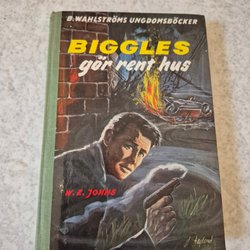 B. WAHLSTRÖMS UNGDOMSBÖCKER
BIGGLES
gör rent hus
W. E. JOHNS